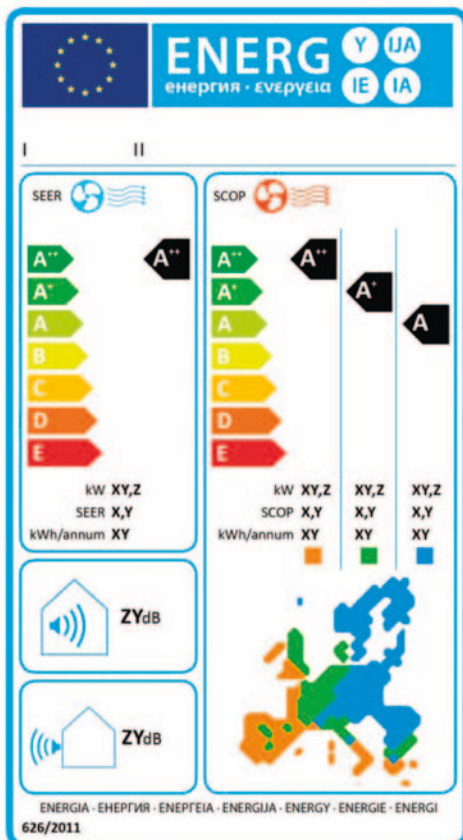 ENERG Y IJA
енергия · ενεργεια IE IA
I II
SEER
A++ A++
A+
A
B
C
D
E
kW XY,Z
SEER X,Y
kWh/annum XY
SCOP
A++ A++
A+ A+
A A
B
C
D
E
kW XY,Z XY,Z XY,Z
SCOP X,Y X,Y X,Y
kWh/annum XY XY XY
ZYdB
ZYdB
ENERGIA · ЕНЕРГИЯ · ΕΝΕΡΓΕΙΑ · ENERGIJA · ENERGY · ENERGIE · ENERGI
626/2011